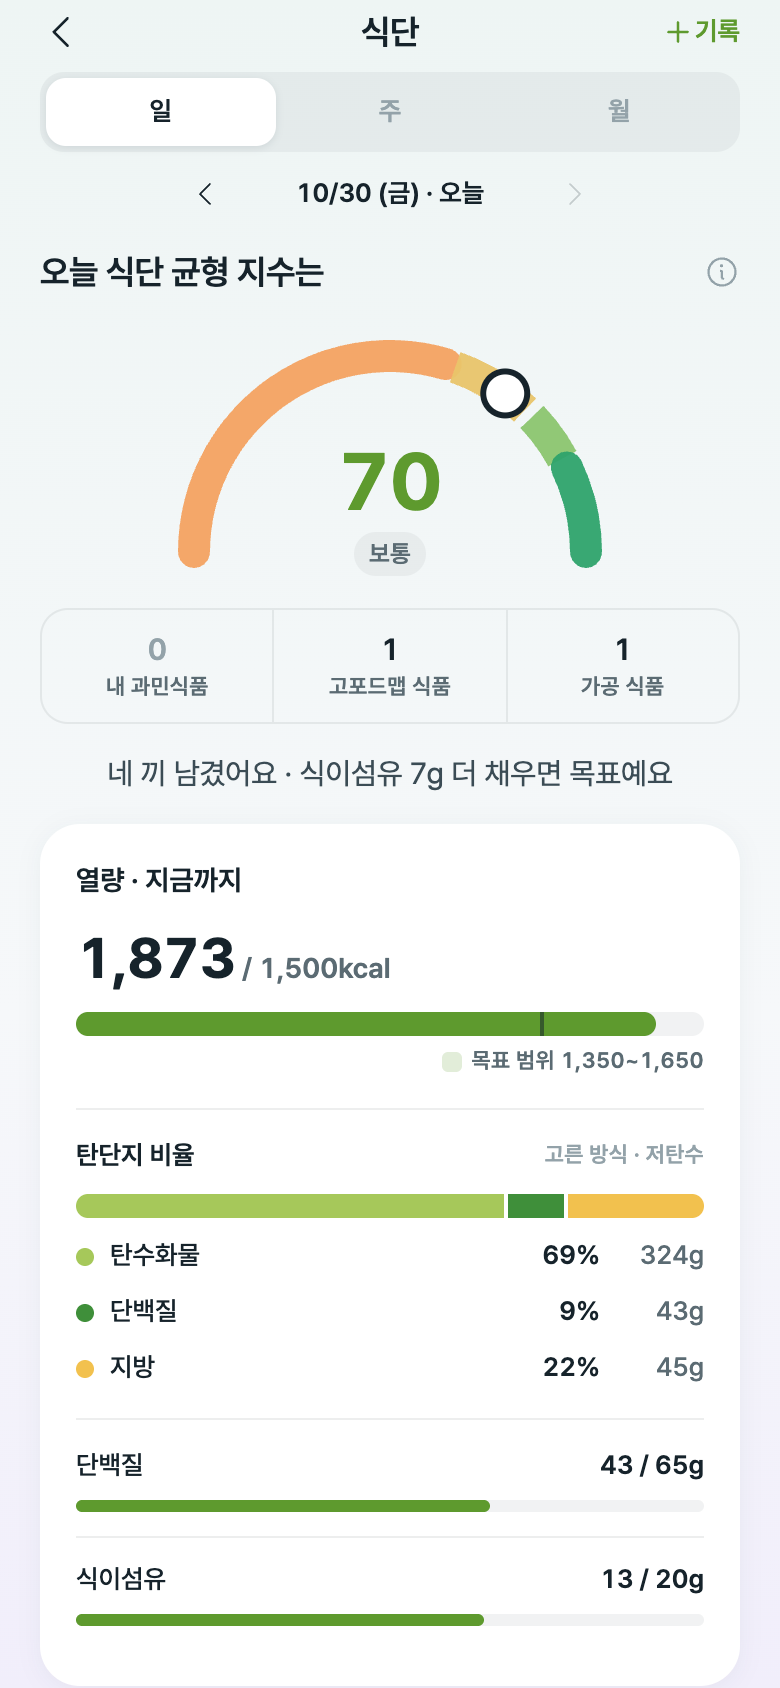 식단
+ 기록
일 주 월
10/30 (금) · 오늘
오늘 식단 균형 지수는
70
보통
0 1 1
내 과민식품 고포드맵 식품 가공 식품
네 끼 남겼어요 · 식이섬유 7g 더 채우면 목표예요
열량 · 지금까지
1,873 / 1,500kcal
목표 범위 1,350~1,650
탄단지 비율 고른 방식 · 저탄수
탄수화물 69% 324g
단백질 9% 43g
지방 22% 45g
단백질 43 / 65g
식이섬유 13 / 20g